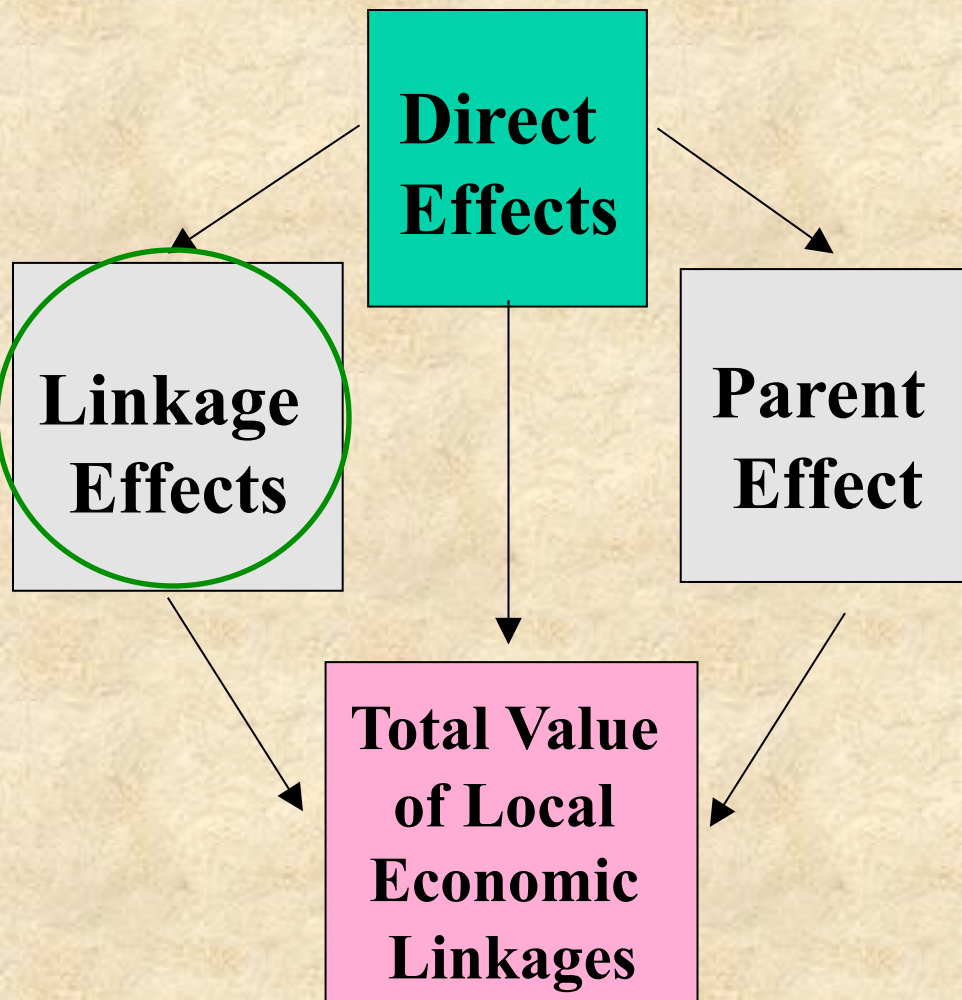 Direct
Effects
Linkage
Effects
Parent
Effect
Total Value
of Local
Economic
Linkages